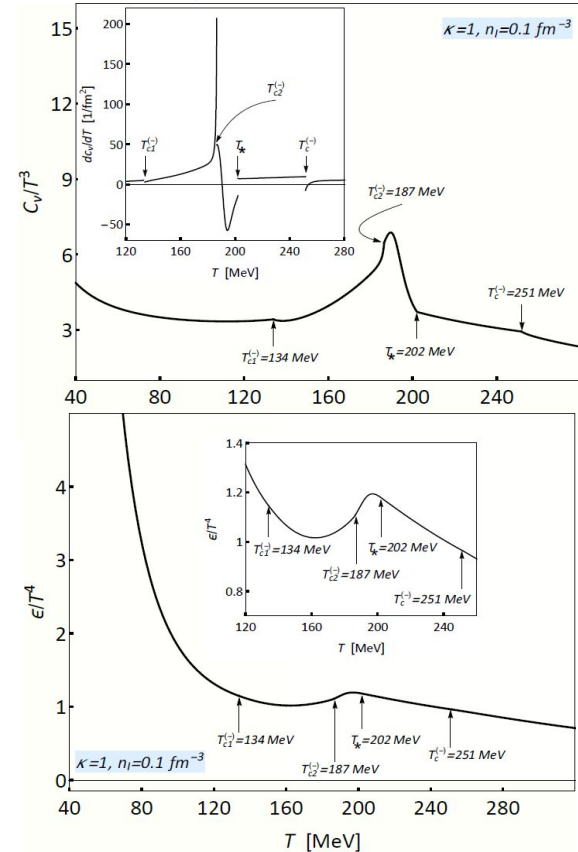 κ=1, n_I=0.1 fm⁻³
15
12
9
6
3
C_v/T³
200
150
100
50
0
−50
dc_v/dT [1/fm²]
T_c2^(−)
T_c1^(−)
T_*
T_c^(−)
120 160 200 240 280
T [MeV]
T_c2^(−)=187 MeV
T_c^(−)=251 MeV
T_c1^(−)=134 MeV
T_*=202 MeV
40 80 120 160 200 240
4
3
2
1
0
ϵ/T⁴
1.4
1.2
1
0.8
ϵ/T⁴
T_c1^(−)=134 MeV
T_*=202 MeV
T_c2^(−)=187 MeV
T_c^(−)=251 MeV
120 160 200 240
T [MeV]
T_c1^(−)=134 MeV
T_*=202 MeV
T_c^(−)=251 MeV
T_c2^(−)=187 MeV
κ=1, n_I=0.1 fm⁻³
40 80 120 160 200 240 280
T [MeV]